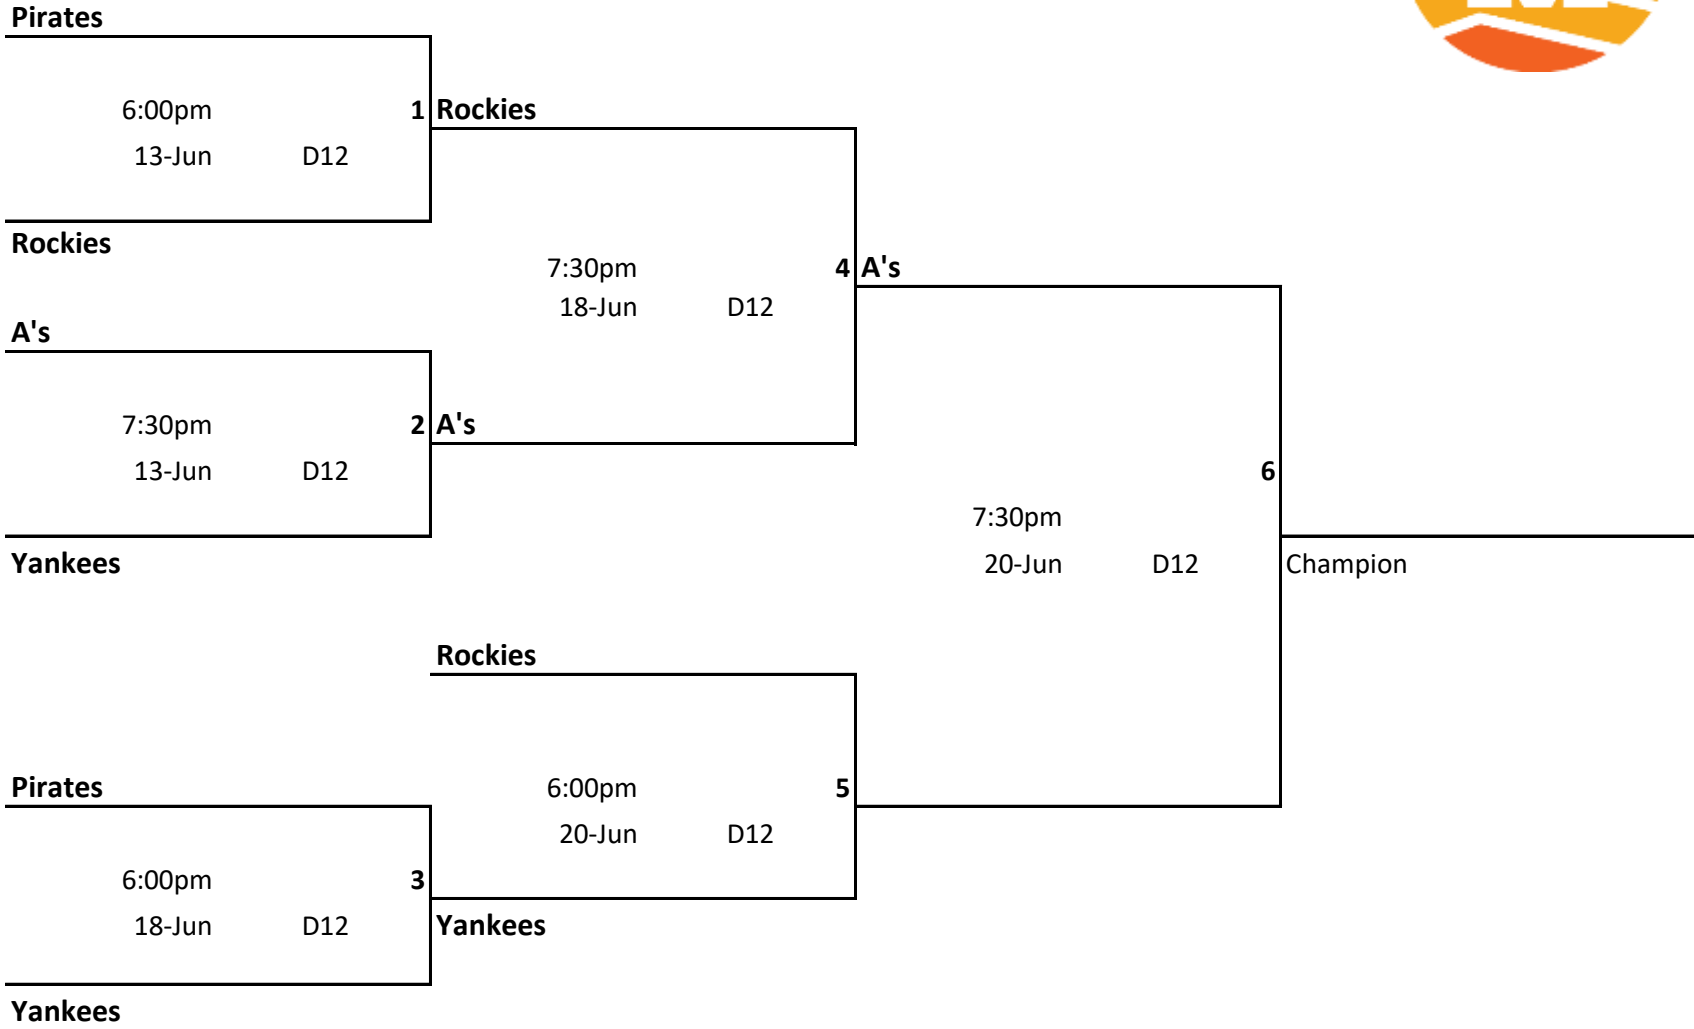 Pirates
6:00pm 1 Rockies
13-Jun D12
Rockies
7:30pm 4 A's
18-Jun D12
A's
7:30pm 2 A's
13-Jun D12
6
7:30pm
Yankees
20-Jun D12 Champion
Rockies
Pirates
6:00pm 5
20-Jun D12
6:00pm 3
18-Jun D12 Yankees
Yankees